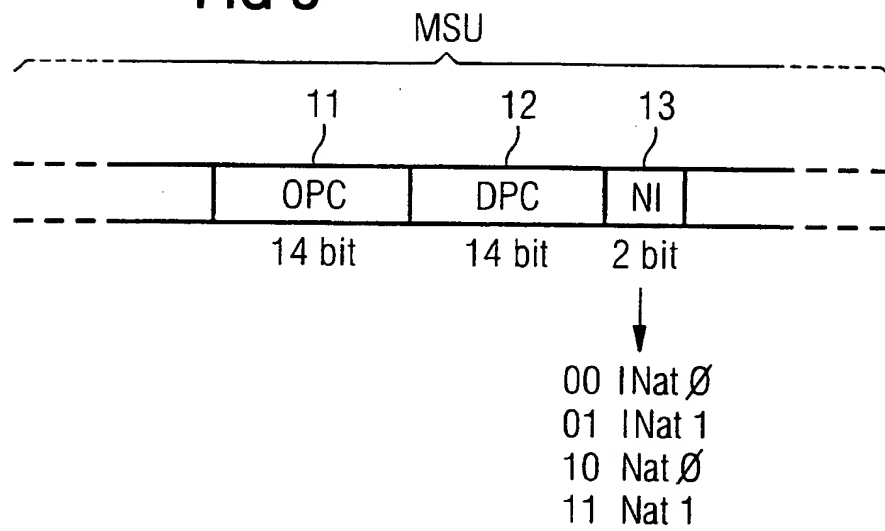 MSU
11 12 13
OPC DPC NI
14 bit 14 bit 2 bit
00 INat Ø
01 INat 1
10 Nat Ø
11 Nat 1